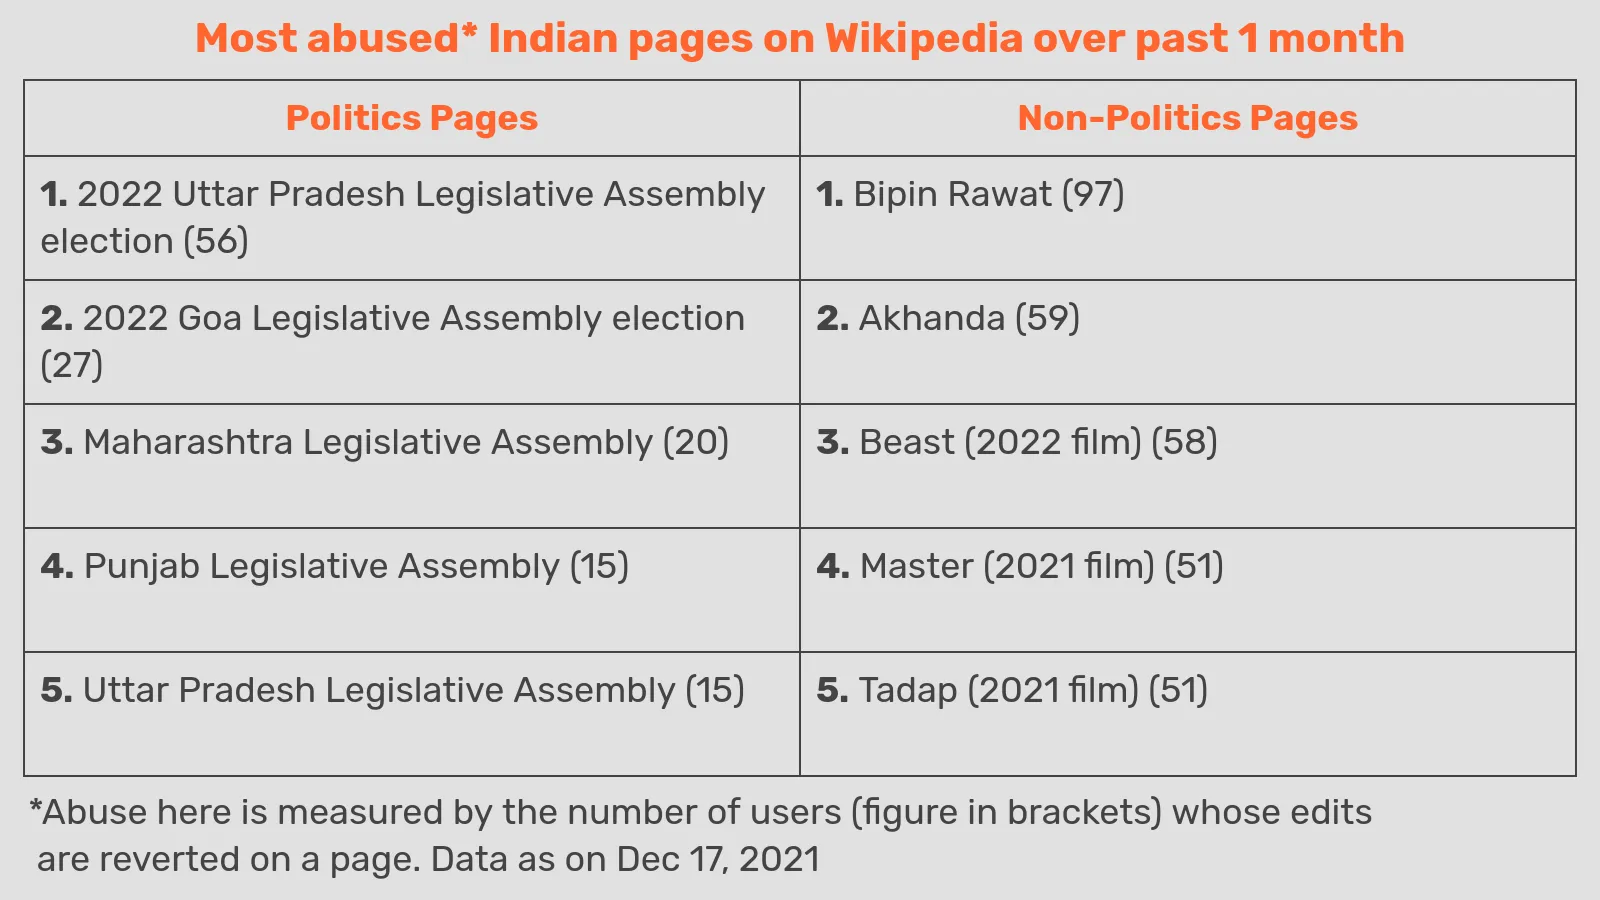 Most abused* Indian pages on Wikipedia over past 1 month
Politics Pages
Non-Politics Pages
1. 2022 Uttar Pradesh Legislative Assembly
election (56)
1. Bipin Rawat (97)
2. 2022 Goa Legislative Assembly election
(27)
2. Akhanda (59)
3. Maharashtra Legislative Assembly (20)
3. Beast (2022 film) (58)
4. Punjab Legislative Assembly (15)
4. Master (2021 film) (51)
5. Uttar Pradesh Legislative Assembly (15)
5. Tadap (2021 film) (51)
*Abuse here is measured by the number of users (figure in brackets) whose edits
are reverted on a page. Data as on Dec 17, 2021